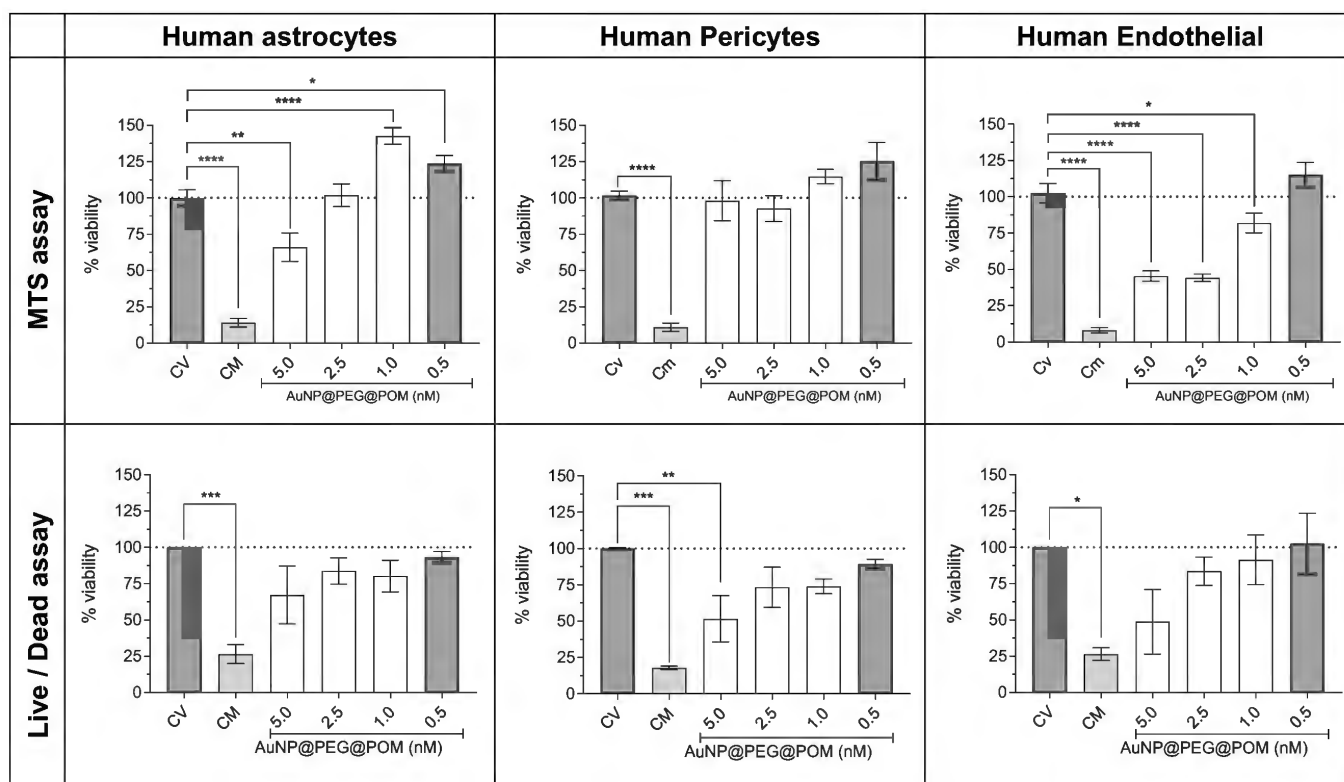 Human astrocytes
Human Pericytes
Human Endothelial
MTS assay
% viability
150
125
100
75
50
25
0
*
****
**
****
CV
CM
5.0
2.5
1.0
0.5
AuNP@PEG@POM (nM)
% viability
150
125
100
75
50
25
0
****
Cv
Cm
5.0
2.5
1.0
0.5
AuNP@PEG@POM (nM)
% viability
150
125
100
75
50
25
0
*
****
****
****
Cv
Cm
5.0
2.5
1.0
0.5
AuNP@PEG@POM (nM)
Live / Dead assay
% viability
150
125
100
75
50
25
0
***
CV
CM
5.0
2.5
1.0
0.5
AuNP@PEG@POM (nM)
% viability
150
125
100
75
50
25
0
**
***
CV
CM
5.0
2.5
1.0
0.5
AuNP@PEG@POM (nM)
% viability
150
125
100
75
50
25
0
*
CV
CM
5.0
2.5
1.0
0.5
AuNP@PEG@POM (nM)